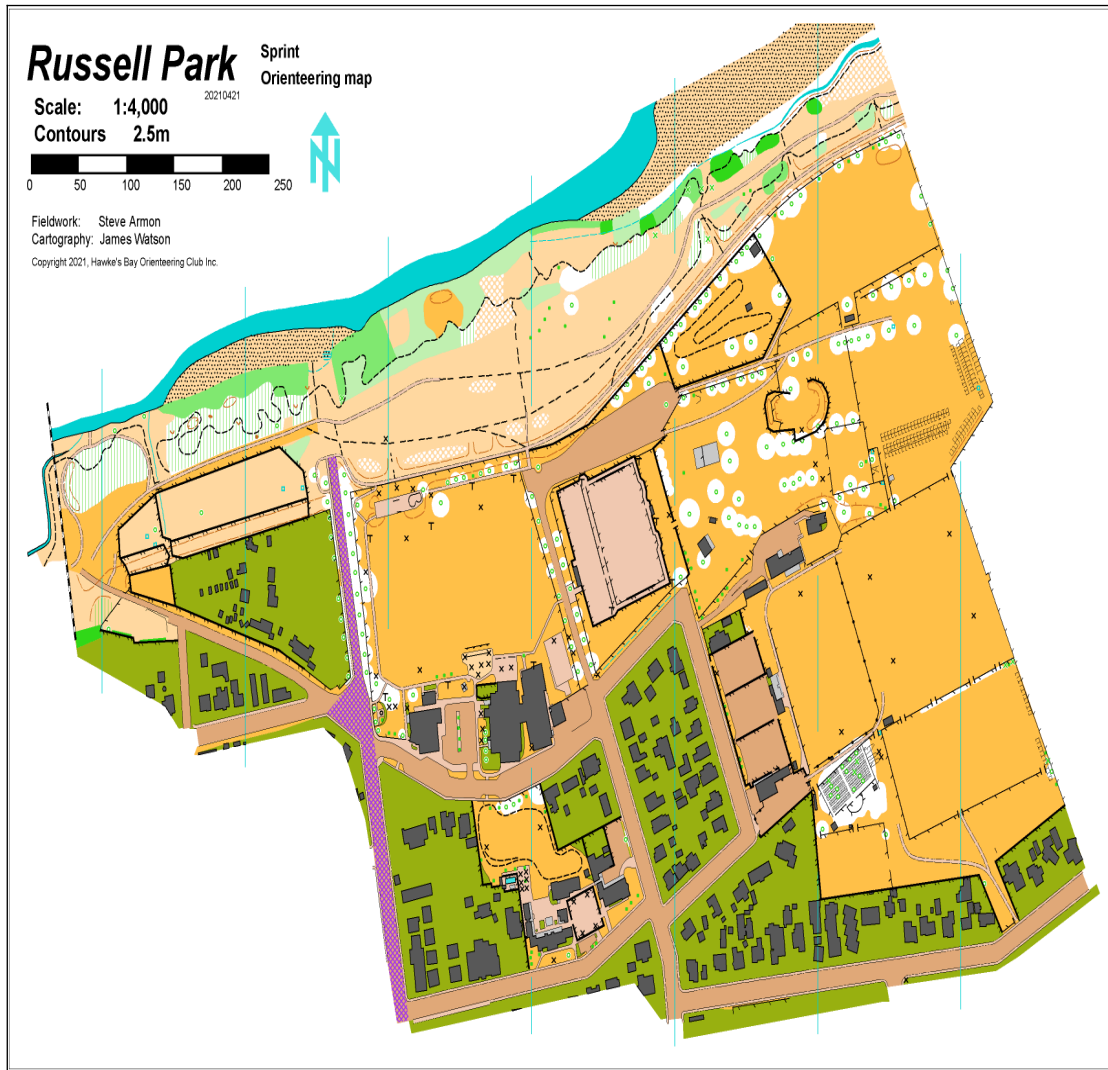 Russell Park
Sprint
Orienteering map
20210421
Scale: 1:4,000
Contours 2.5m
0 50 100 150 200 250
Fieldwork: Steve Armon
Cartography: James Watson
Copyright 2021, Hawke's Bay Orienteering Club Inc.
N